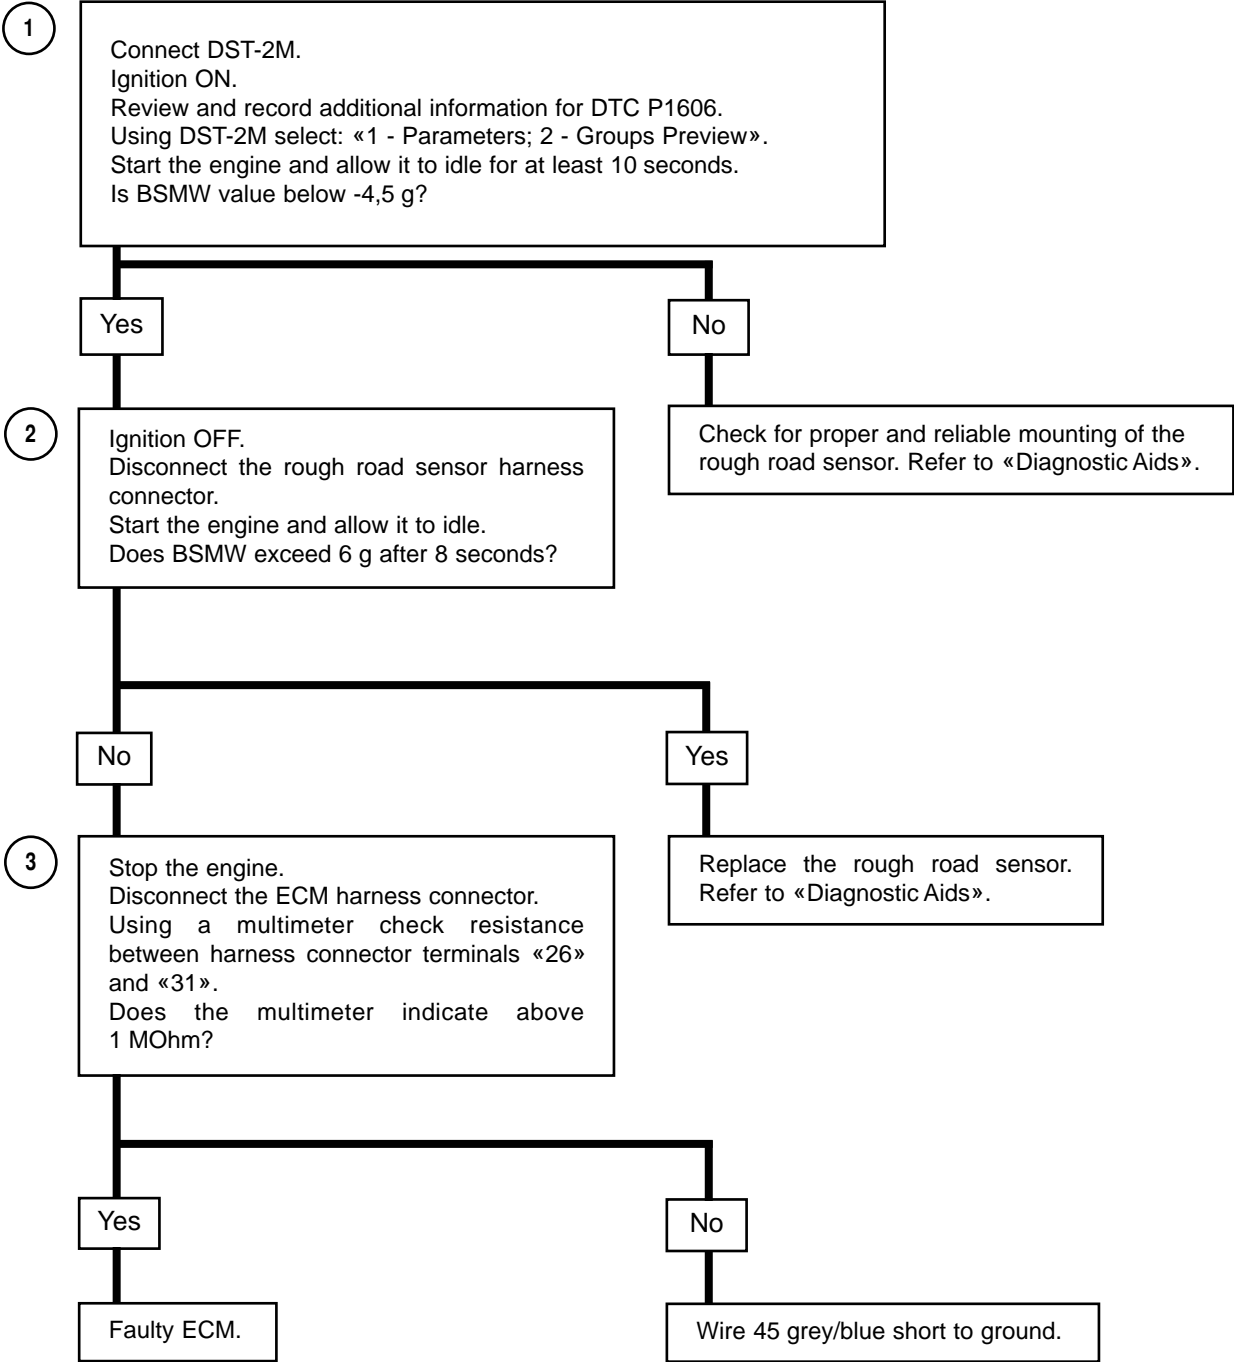 1
Connect DST-2M.
Ignition ON.
Review and record additional information for DTC P1606.
Using DST-2M select: «1 - Parameters; 2 - Groups Preview».
Start the engine and allow it to idle for at least 10 seconds.
Is BSMW value below -4,5 g?
Yes
No
2
Ignition OFF.
Disconnect the rough road sensor harness
connector.
Start the engine and allow it to idle.
Does BSMW exceed 6 g after 8 seconds?
Check for proper and reliable mounting of the
rough road sensor. Refer to «Diagnostic Aids».
No
Yes
3
Stop the engine.
Disconnect the ECM harness connector.
Using a multimeter check resistance
between harness connector terminals «26»
and «31».
Does the multimeter indicate above
1 MOhm?
Replace the rough road sensor.
Refer to «Diagnostic Aids».
Yes
No
Faulty ECM.
Wire 45 grey/blue short to ground.